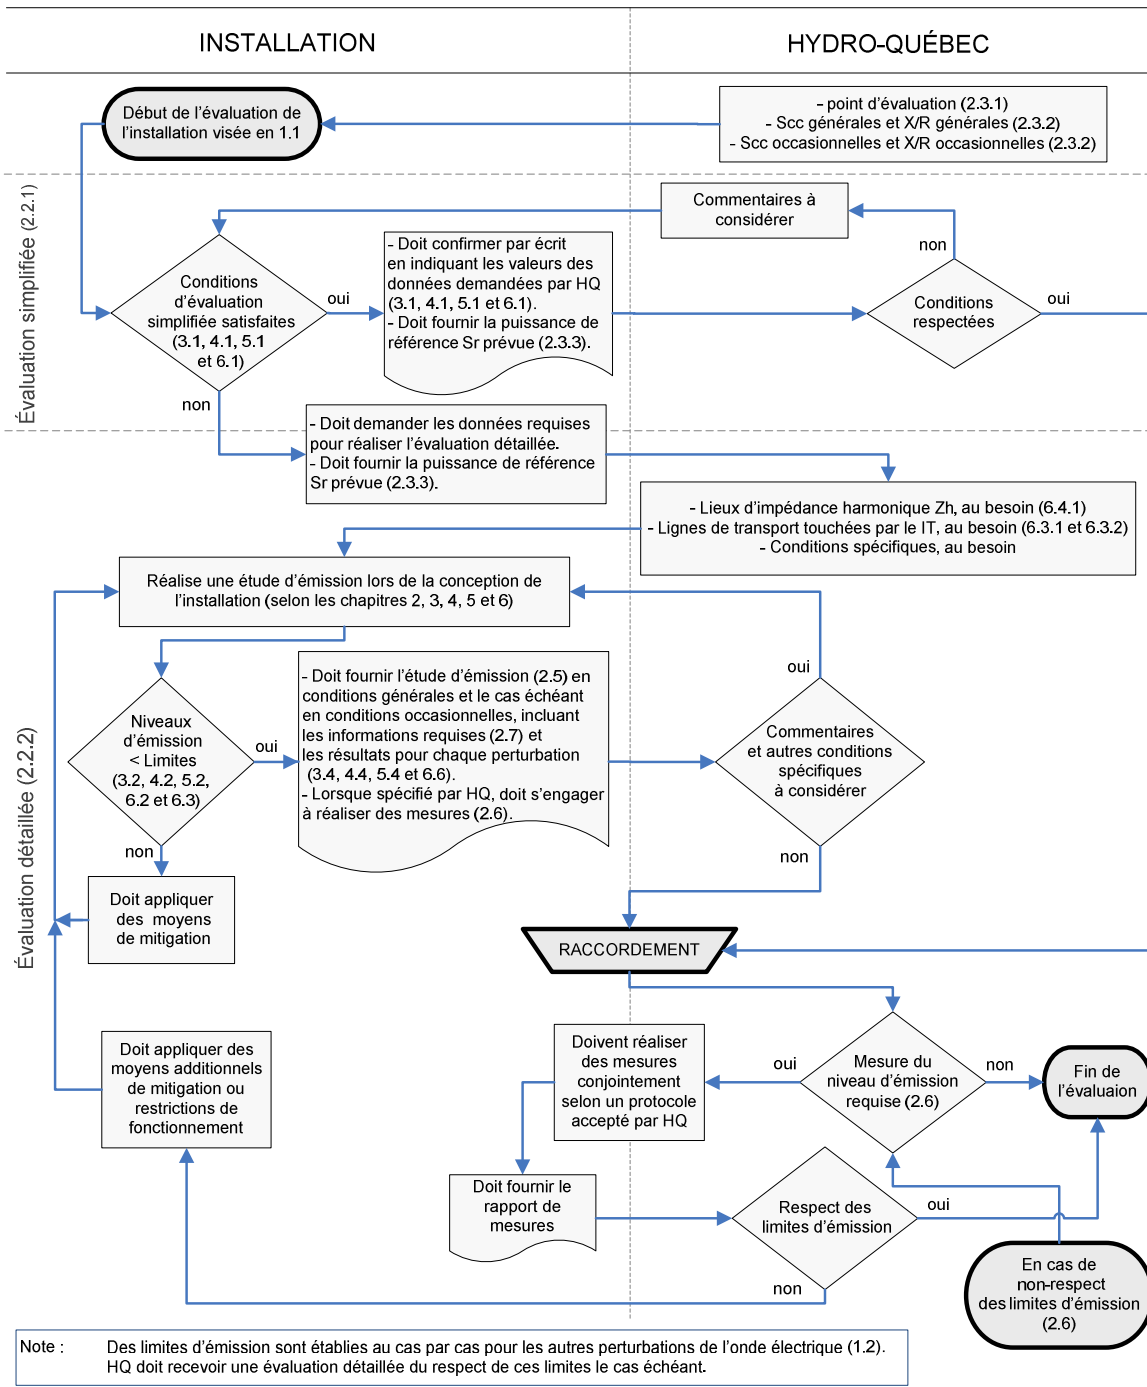 INSTALLATION
HYDRO-QUÉBEC
Début de l'évaluation de
l'installation visée en 1.1
– point d'évaluation (2.3.1)
– Scc générales et X/R générales (2.3.2)
– Scc occasionnelles et X/R occasionnelles (2.3.2)
Évaluation simplifiée (2.2.1)
Commentaires à
considérer
non
Conditions
d'évaluation
simplifiée satisfaites
(3.1, 4.1, 5.1
et 6.1)
oui
– Doit confirmer par écrit
en indiquant les valeurs des
données demandées par HQ
(3.1, 4.1, 5.1 et 6.1).
– Doit fournir la puissance de
référence Sr prévue (2.3.3).
Conditions
respectées
oui
non
– Doit demander les données requises
pour réaliser l'évaluation détaillée.
– Doit fournir la puissance de référence
Sr prévue (2.3.3).
– Lieux d'impédance harmonique Zh, au besoin (6.4.1)
– Lignes de transport touchées par le IT, au besoin (6.3.1 et 6.3.2)
– Conditions spécifiques, au besoin
Évaluation détaillée (2.2.2)
Réalise une étude d'émission lors de la conception de
l'installation (selon les chapitres 2, 3, 4, 5 et 6)
oui
Niveaux
d'émission
< Limites
(3.2, 4.2, 5.2,
6.2 et 6.3)
oui
– Doit fournir l'étude d'émission (2.5) en
conditions générales et le cas échéant
en conditions occasionnelles, incluant
les informations requises (2.7) et
les résultats pour chaque perturbation
(3.4, 4.4, 5.4 et 6.6).
– Lorsque spécifié par HQ, doit s'engager
à réaliser des mesures (2.6).
Commentaires
et autres conditions
spécifiques
à considérer
non
non
Doit appliquer
des moyens
de mitigation
RACCORDEMENT
Doit appliquer des
moyens additionnels
de mitigation ou
restrictions de
fonctionnement
Doivent réaliser
des mesures
conjointement
selon un protocole
accepté par HQ
oui
Mesure du
niveau d'émission
requise (2.6)
non
Fin de
l'évaluaion
Doit fournir le
rapport de
mesures
Respect des
limites d'émission
oui
non
En cas de
non-respect
des limites d'émission
(2.6)
Note : Des limites d'émission sont établies au cas par cas pour les autres perturbations de l'onde électrique (1.2).
HQ doit recevoir une évaluation détaillée du respect de ces limites le cas échéant.